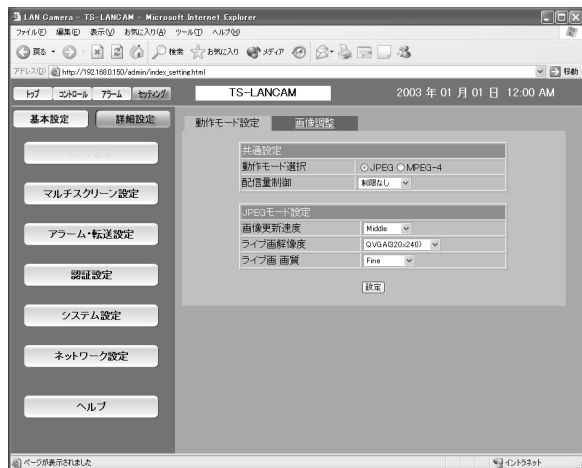 LAN Camera - TS-LANCAM - Microsoft Internet Explorer
ファイル(F) 編集(E) 表示(V) お気に入り(A) ツール(T) ヘルプ(H)
戻る 検索 お気に入り メディア
アドレス(D) http://192.168.0.150/admin/index_setting.html 移動
トップ コントロール アラーム セッティング TS-LANCAM 2003 年 01 月 01 日 12:00 AM
基本設定 詳細設定
動作モード設定 画像調整
マルチスクリーン設定
アラーム・転送設定
認証設定
システム設定
ネットワーク設定
ヘルプ
共通設定
動作モード選択 JPEG MPEG-4
配信量制御 制限なし
JPEGモード設定
画像更新速度 Middle
ライブ画解像度 QVGA(320x240)
ライブ画 画質 Fine
設定
ページが表示されました イントラネット